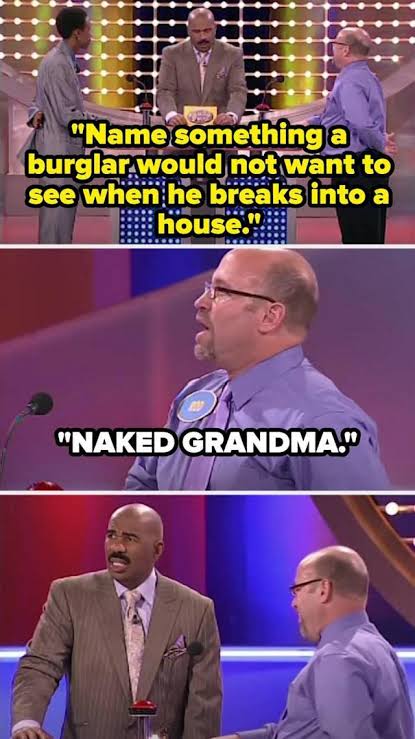 "Name something a
burglar would not want to
see when he breaks into a
house."
"NAKED GRANDMA."